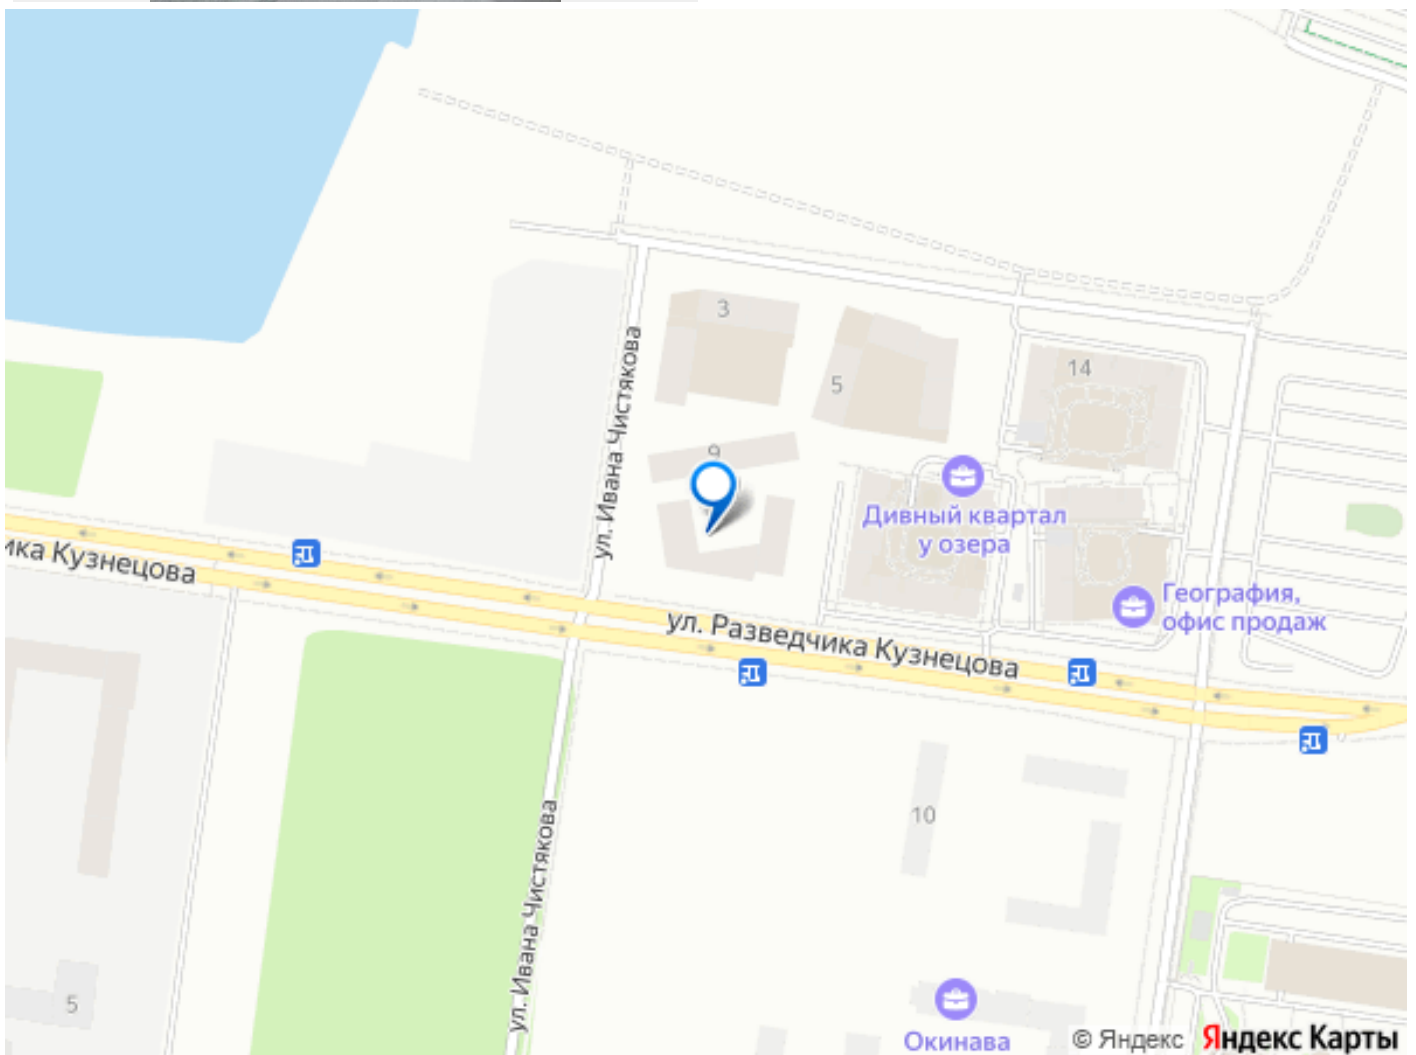 3
ул. Ивана Чистякова
5
14
9
Дивный квартал
у озера
ика Кузнецова
География,
офис продаж
ул. Разведчика Кузнецова
10
ул. Ивана Чистякова
5
Окинава
© Яндекс Яндекс Карты